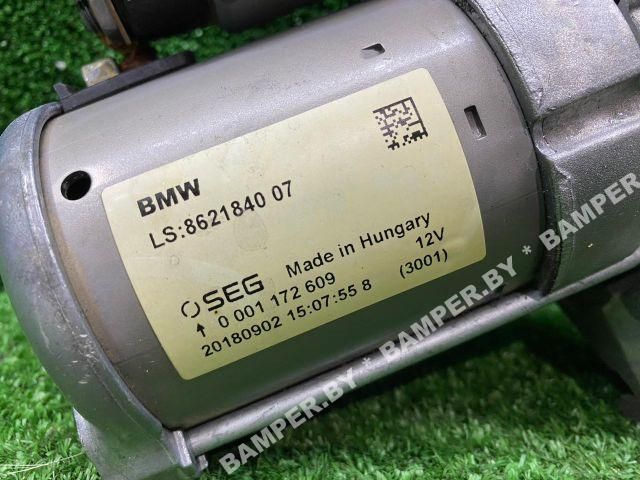 BMW
LS:8621840 07
SEG Made in Hungary
0 001 172 609 12V
20180902 15:07:55 8 (3001)
BAMPER.BY * BAMPER.BY * BAMPER.BY * BAMPER.BY